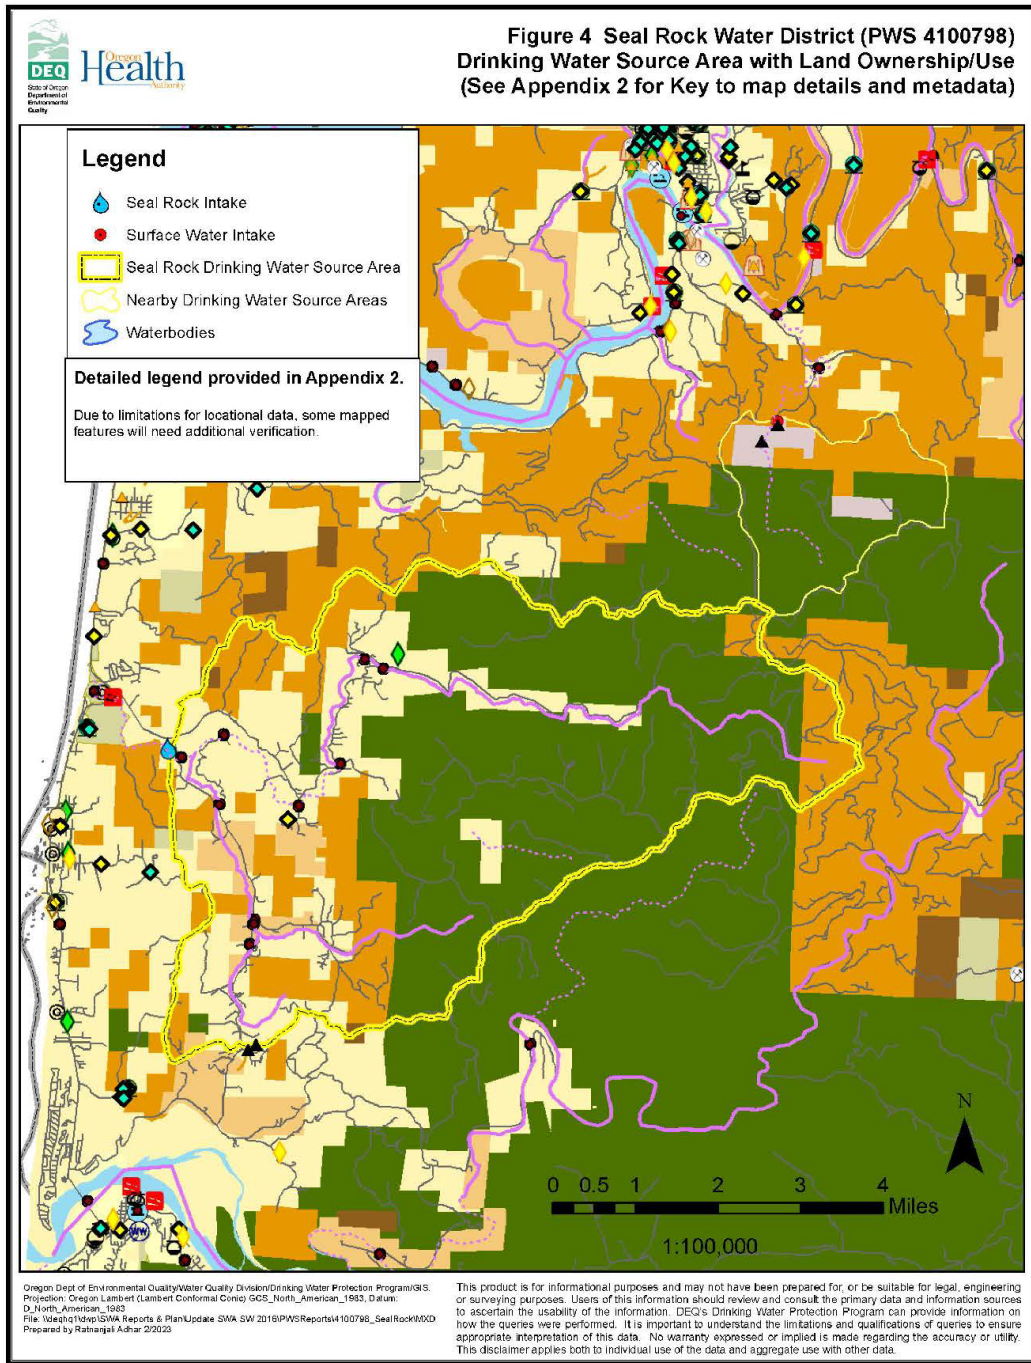 Figure 4  Seal Rock Water District (PWS 4100798)
Drinking Water Source Area with Land Ownership/Use
(See Appendix 2 for Key to map details and metadata)
DEQ
State of Oregon
Department of
Environmental
Quality
Oregon
Health
Authority
Legend
Seal Rock Intake
Surface Water Intake
Seal Rock Drinking Water Source Area
Nearby Drinking Water Source Areas
Waterbodies
Detailed legend provided in Appendix 2.
Due to limitations for locational data, some mapped
features will need additional verification.
N
0 0.5 1 2 3 4
Miles
1:100,000
WW
Oregon Dept of Environmental Quality/Water Quality Division/Drinking Water Protection Program/GIS.
Projection: Oregon Lambert (Lambert Conformal Conic) GCS_North_American_1983, Datum:
D_North_American_1983
File: \\deqhq1\dwp\SWA Reports & Plan\Update SWA SW 2016\PWSReports\4100798_SealRock\MXD
Prepared by Ratnanjali Adhar 2/2023
This product is for informational purposes and may not have been prepared for, or be suitable for legal, engineering
or surveying purposes. Users of this information should review and consult the primary data and information sources
to ascertain the usability of the information. DEQ's Drinking Water Protection Program can provide information on
how the queries were performed. It is important to understand the limitations and qualifications of queries to ensure
appropriate interpretation of this data. No warranty expressed or implied is made regarding the accuracy or utility.
This disclaimer applies both to individual use of the data and aggregate use with other data.